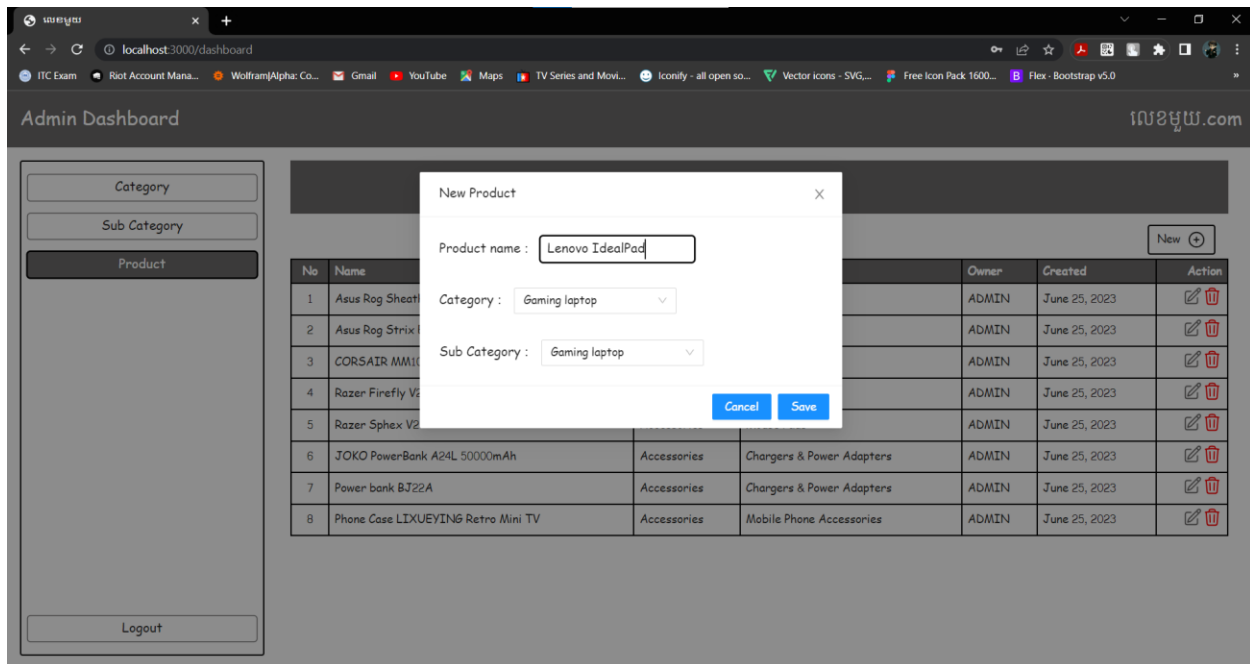 លេខមួយ
localhost:3000/dashboard
ITC Exam Riot Account Mana... Wolfram|Alpha: Co... Gmail YouTube Maps TV Series and Movi... Iconify - all open so... Vector icons - SVG,... Free Icon Pack 1600... Flex · Bootstrap v5.0 »
Admin Dashboard លេខមួយ.com
Category
Sub Category
Product
Logout
New
No Name Owner Created Action
1 Asus Rog ADMIN June 25, 2023
2 Asus Rog Strix ADMIN June 25, 2023
3 CORSAIR ADMIN June 25, 2023
4 Razer Firefly ADMIN June 25, 2023
5 Razer Sphex V2 ADMIN June 25, 2023
6 JOKO PowerBank A24L 50000mAh Accessories Chargers & Power Adapters ADMIN June 25, 2023
7 Power bank BJ22A Accessories Chargers & Power Adapters ADMIN June 25, 2023
8 Phone Case LIXUEYING Retro Mini TV Accessories Mobile Phone Accessories ADMIN June 25, 2023
New Product
Product name : Lenovo IdealPad
Category : Gaming laptop
Sub Category : Gaming laptop
Cancel Save